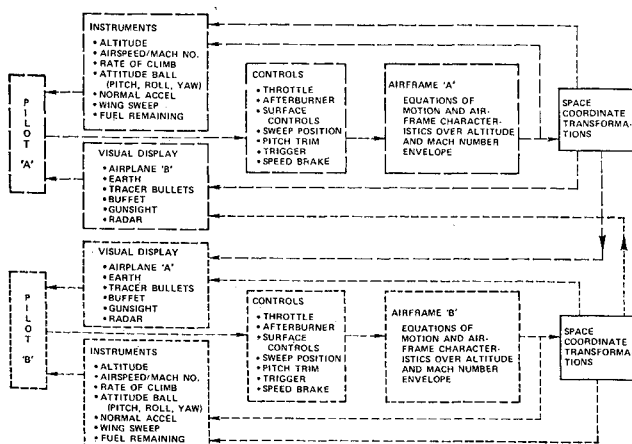 INSTRUMENTS
• ALTITUDE
• AIRSPEED/MACH NO.
• RATE OF CLIMB
• ATTITUDE BALL
(PITCH, ROLL, YAW)
• NORMAL ACCEL
• WING SWEEP
• FUEL REMAINING
PILOT 'A'
CONTROLS
• THROTTLE
• AFTERBURNER
• SURFACE
CONTROLS
• SWEEP POSITION
• PITCH TRIM
• TRIGGER
• SPEED BRAKE
AIRFRAME 'A'
EQUATIONS OF
MOTION AND AIR-
FRAME CHARACTER-
ISTICS OVER ALTITUDE
AND MACH NUMBER
ENVELOPE
SPACE
COORDINATE
TRANSFORMA-
TIONS
VISUAL DISPLAY
• AIRPLANE 'B'
• EARTH
• TRACER BULLETS
• BUFFET
• GUNSIGHT
• RADAR
VISUAL DISPLAY
• AIRPLANE 'A'
• EARTH
• TRACER BULLETS
• BUFFET
• GUNSIGHT
• RADAR
PILOT 'B'
CONTROLS
• THROTTLE
• AFTERBURNER
• SURFACE
CONTROLS
• SWEEP POSITION
• PITCH TRIM
• TRIGGER
• SPEED BRAKE
AIRFRAME 'B'
EQUATIONS OF
MOTION AND AIR-
FRAME CHARACTER-
ISTICS OVER ALTITUDE
AND MACH NUMBER
ENVELOPE
SPACE
COORDINATE
TRANSFORMA-
TIONS
INSTRUMENTS
• ALTITUDE
• AIRSPEED/MACH NO.
• RATE OF CLIMB
• ATTITUDE BALL
(PITCH, ROLL, YAW)
• NORMAL ACCEL
• WING SWEEP
• FUEL REMAINING